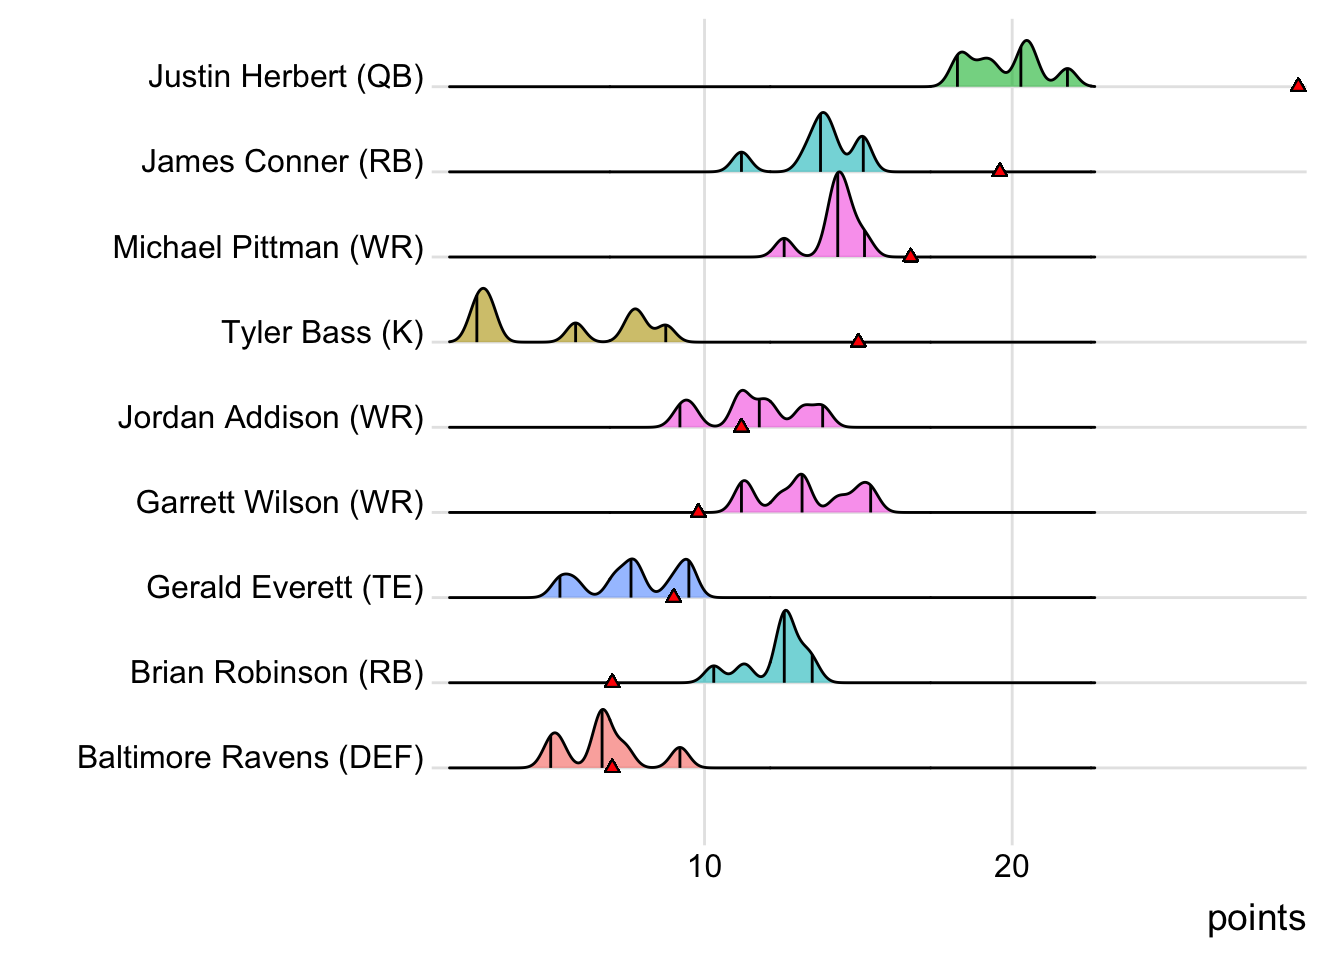 Justin Herbert (QB)
James Conner (RB)
Michael Pittman (WR)
Tyler Bass (K)
Jordan Addison (WR)
Garrett Wilson (WR)
Gerald Everett (TE)
Brian Robinson (RB)
Baltimore Ravens (DEF)
10 20
points